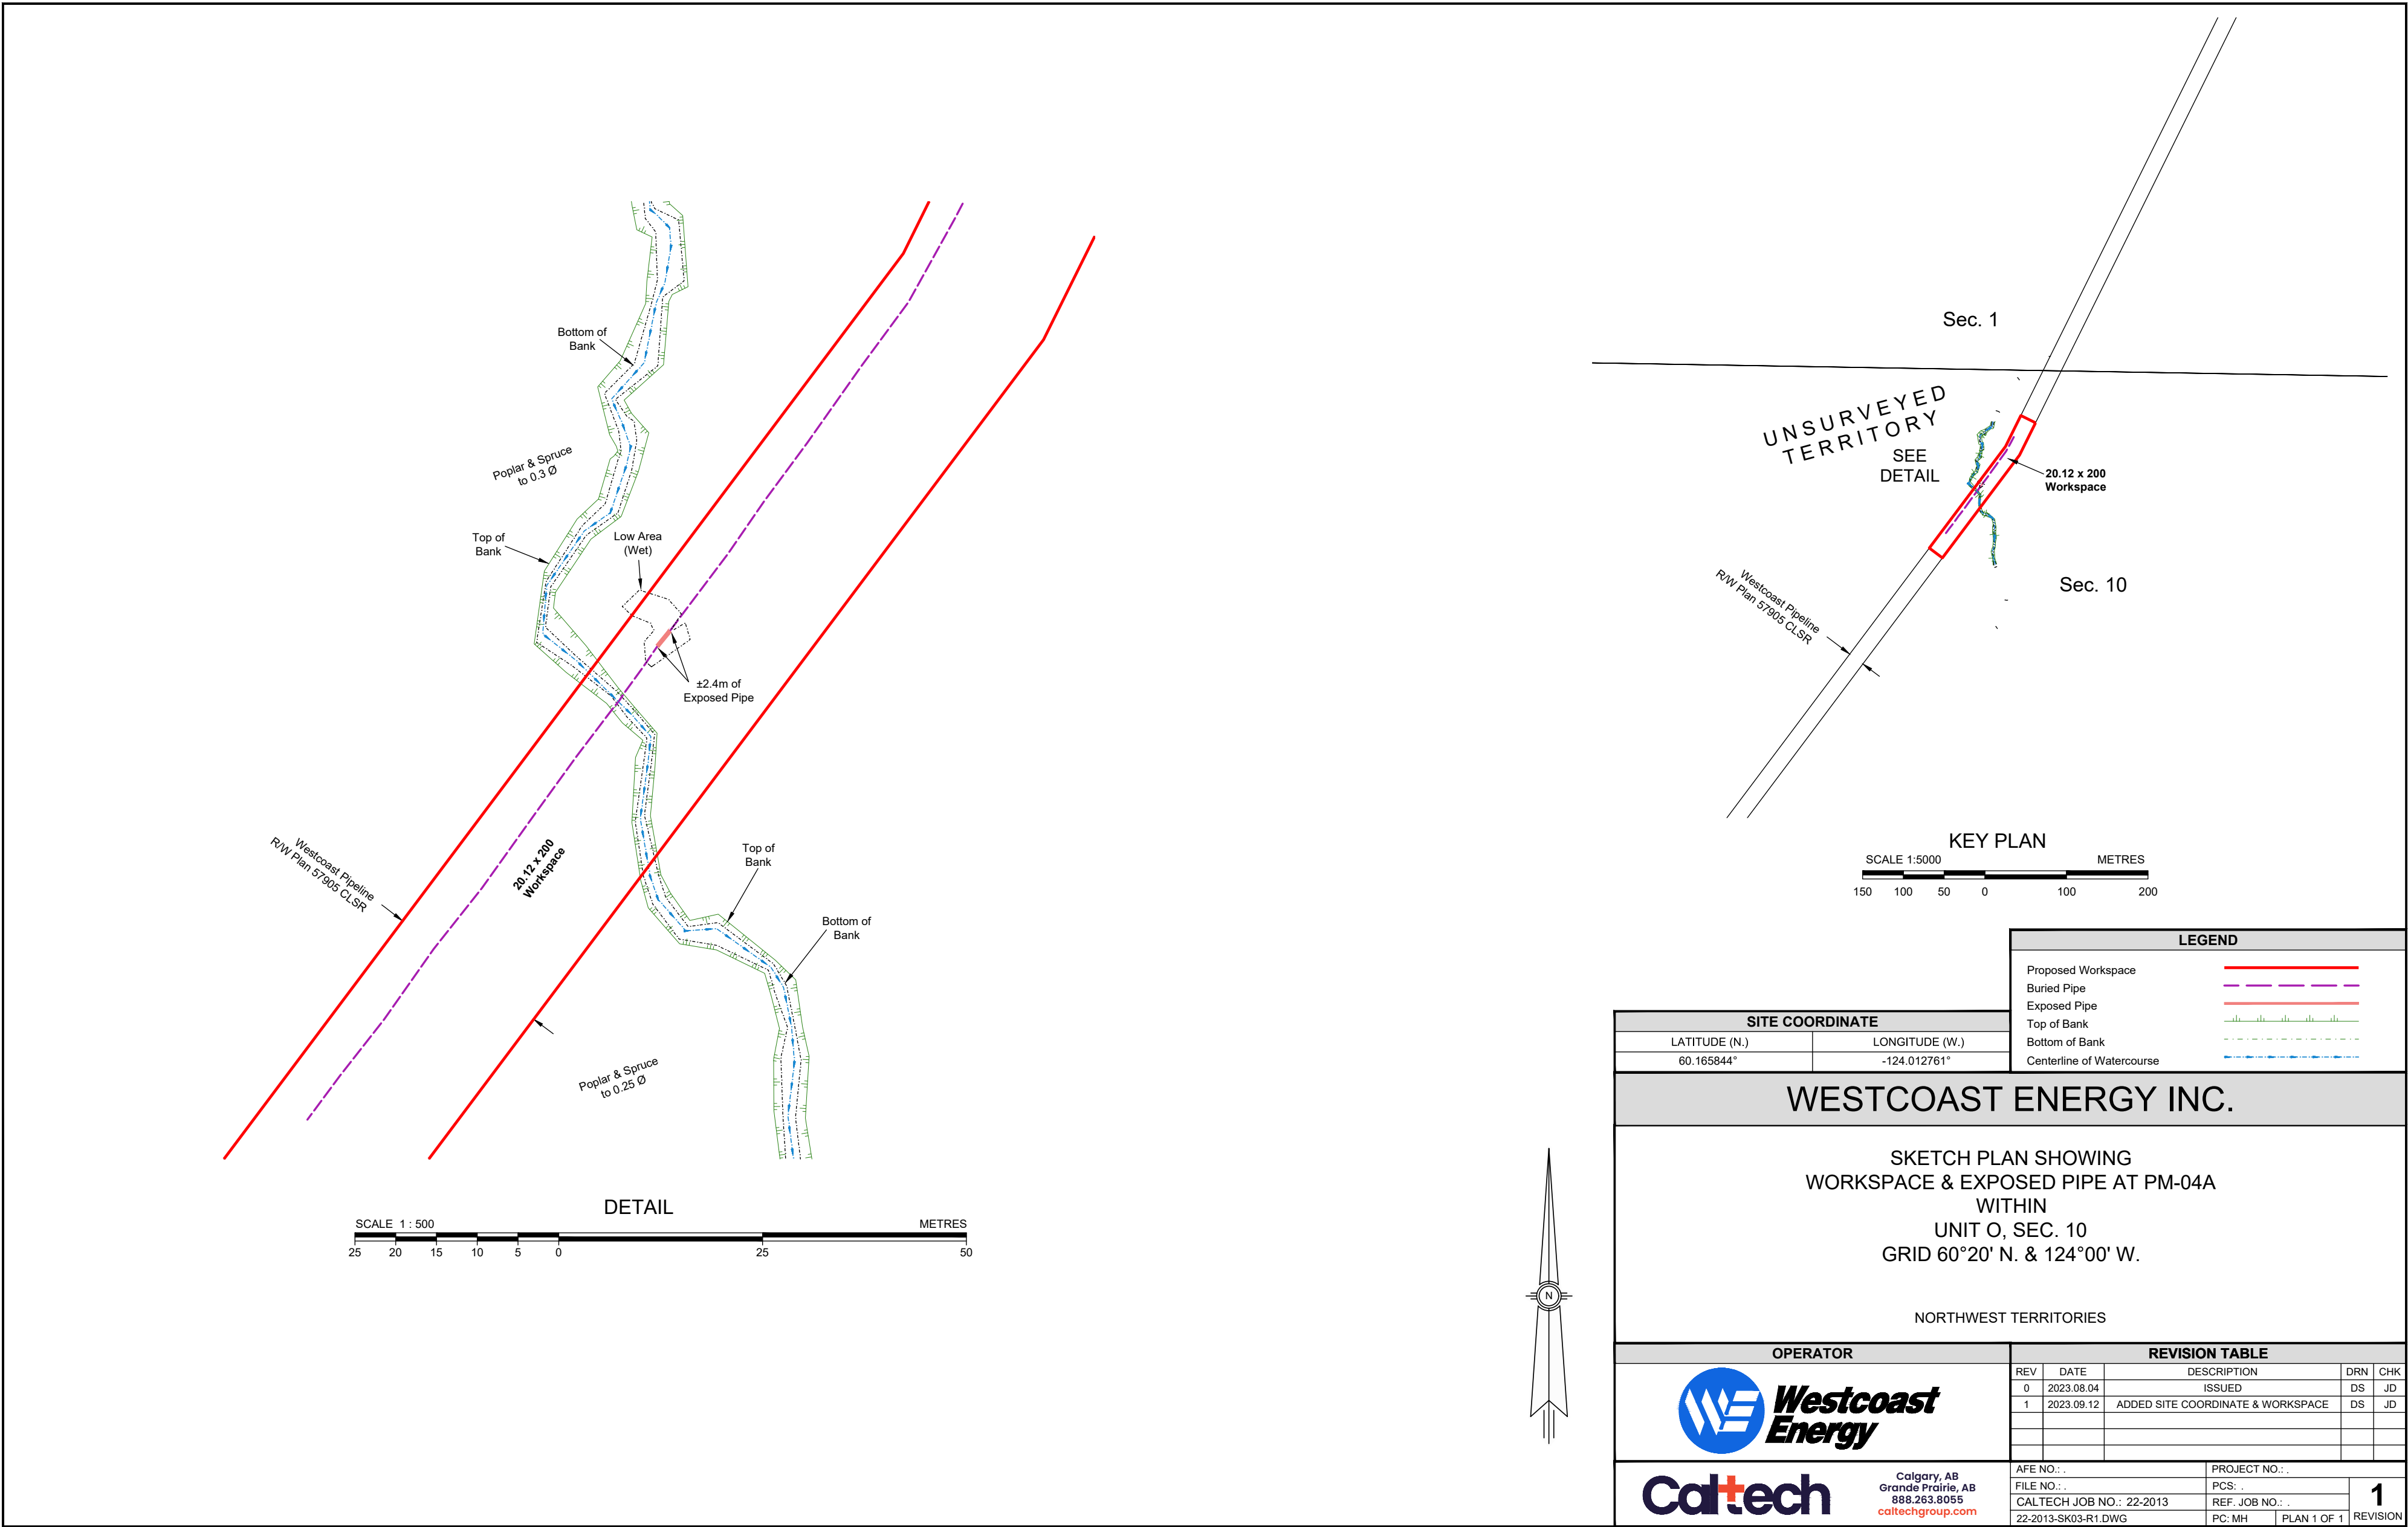 Bottom of
Bank
Poplar & Spruce
to 0.3 Ø
Top of
Bank
Low Area
(Wet)
±2.4m of
Exposed Pipe
Westcoast Pipeline
R/W Plan 57905 CLSR
20.12 x 200
Workspace
Top of
Bank
Bottom of
Bank
Poplar & Spruce
to 0.25 Ø
DETAIL
SCALE 1 : 500 METRES
25 20 15 10 5 0 25 50
Sec. 1
UNSURVEYED
TERRITORY
SEE
DETAIL
20.12 x 200
Workspace
Sec. 10
Westcoast Pipeline
R/W Plan 57905 CLSR
KEY PLAN
SCALE 1:5000 METRES
150 100 50 0 100 200
LEGEND
Proposed Workspace
Buried Pipe
Exposed Pipe
Top of Bank
Bottom of Bank
Centerline of Watercourse
SITE COORDINATE
LATITUDE (N.) LONGITUDE (W.)
60.165844° -124.012761°
WESTCOAST ENERGY INC.
SKETCH PLAN SHOWING
WORKSPACE & EXPOSED PIPE AT PM-04A
WITHIN
UNIT O, SEC. 10
GRID 60°20' N. & 124°00' W.
NORTHWEST TERRITORIES
N
OPERATOR
WE Westcoast
Energy
REVISION TABLE
REV DATE DESCRIPTION DRN CHK
0 2023.08.04 ISSUED DS JD
1 2023.09.12 ADDED SITE COORDINATE & WORKSPACE DS JD
Caltech
Calgary, AB
Grande Prairie, AB
888.263.8055
caltechgroup.com
AFE NO.: . PROJECT NO.: .
FILE NO.: . PCS: .
CALTECH JOB NO.: 22-2013 REF. JOB NO.: .
22-2013-SK03-R1.DWG PC: MH PLAN 1 OF 1
1
REVISION